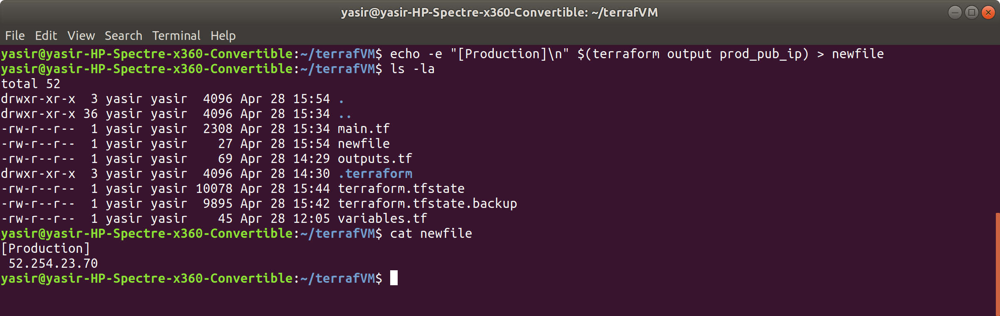 yasir@yasir-HP-Spectre-x360-Convertible: ~/terrafVM
File Edit View Search Terminal Help
yasir@yasir-HP-Spectre-x360-Convertible:~/terrafVM$ echo -e "[Production]\n" $(terraform output prod_pub_ip) > newfile
yasir@yasir-HP-Spectre-x360-Convertible:~/terrafVM$ ls -la
total 52
drwxr-xr-x  3 yasir yasir  4096 Apr 28 15:54 .
drwxr-xr-x 36 yasir yasir  4096 Apr 28 15:34 ..
-rw-r--r--  1 yasir yasir  2308 Apr 28 15:34 main.tf
-rw-r--r--  1 yasir yasir    27 Apr 28 15:54 newfile
-rw-r--r--  1 yasir yasir    69 Apr 28 14:29 outputs.tf
drwxr-xr-x  3 yasir yasir  4096 Apr 28 14:30 .terraform
-rw-r--r--  1 yasir yasir 10078 Apr 28 15:44 terraform.tfstate
-rw-r--r--  1 yasir yasir  9895 Apr 28 15:42 terraform.tfstate.backup
-rw-r--r--  1 yasir yasir    45 Apr 28 12:05 variables.tf
yasir@yasir-HP-Spectre-x360-Convertible:~/terrafVM$ cat newfile
[Production]
 52.254.23.70
yasir@yasir-HP-Spectre-x360-Convertible:~/terrafVM$